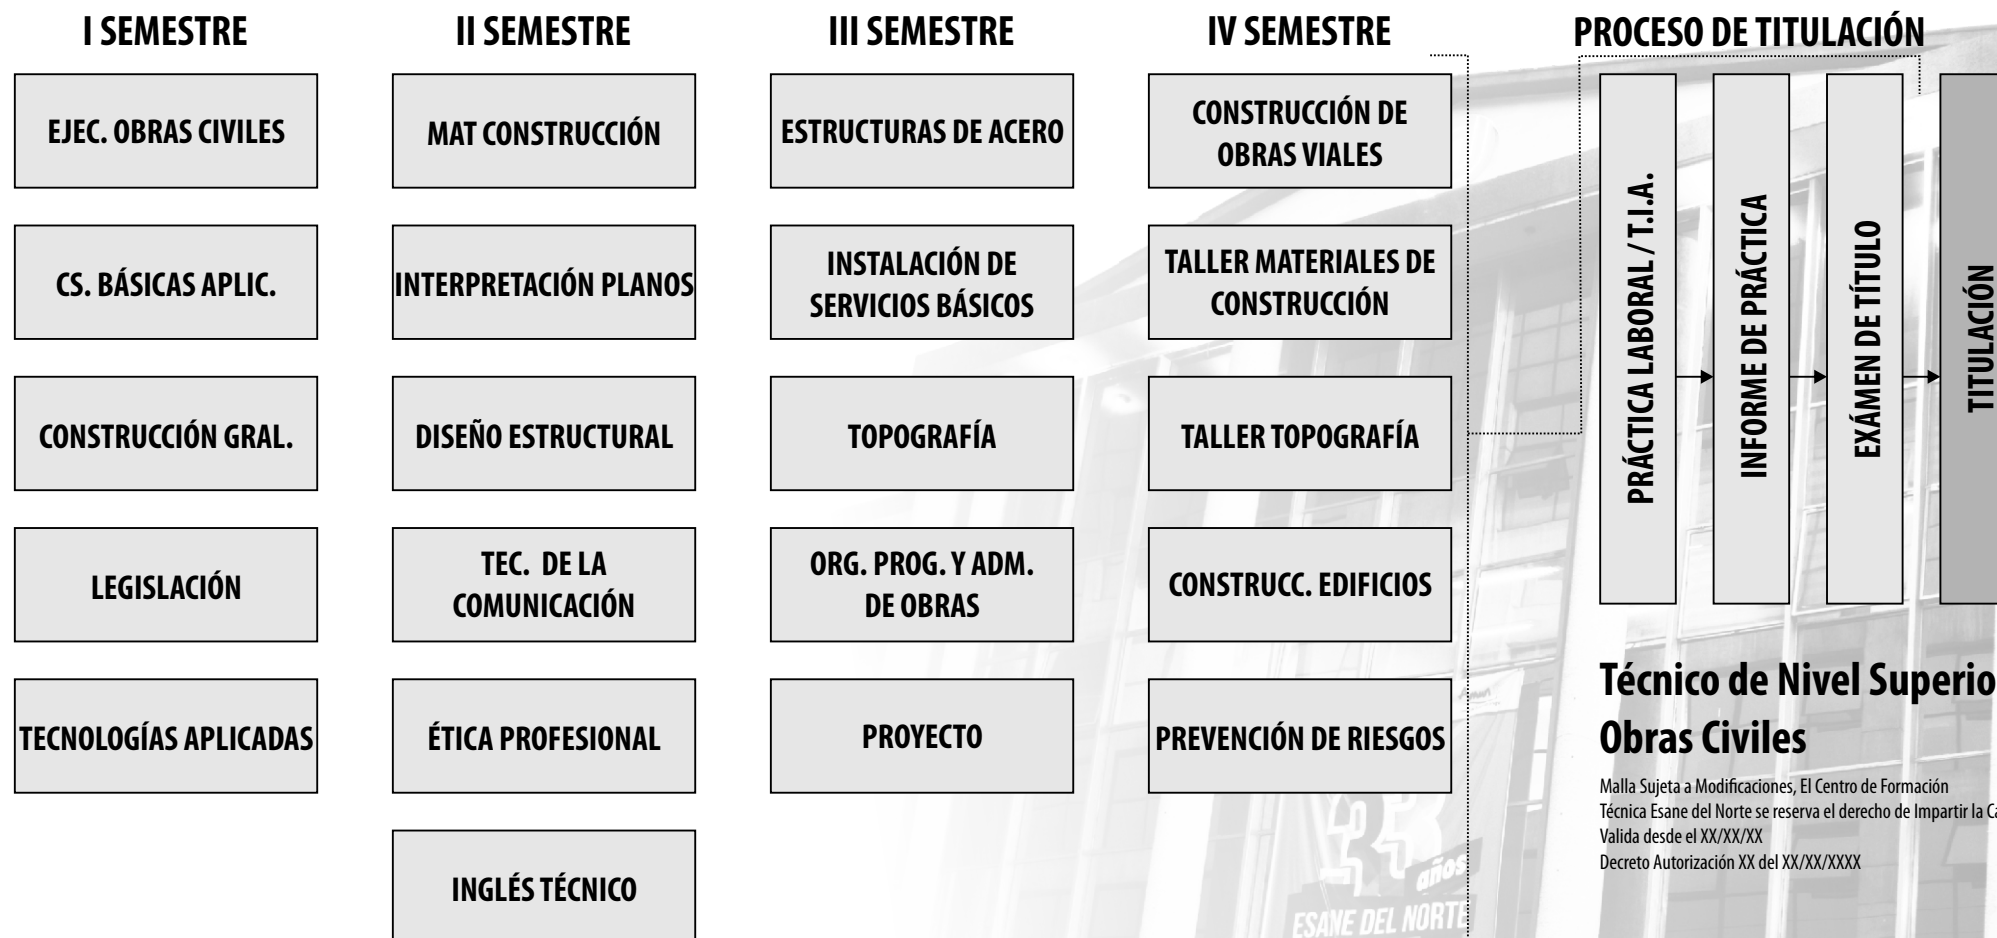 I SEMESTRE
EJEC. OBRAS CIVILES
CS. BÁSICAS APLIC.
CONSTRUCCIÓN GRAL.
LEGISLACIÓN
TECNOLOGÍAS APLICADAS
II SEMESTRE
MAT CONSTRUCCIÓN
INTERPRETACIÓN PLANOS
DISEÑO ESTRUCTURAL
TEC. DE LA
COMUNICACIÓN
ÉTICA PROFESIONAL
INGLÉS TÉCNICO
III SEMESTRE
ESTRUCTURAS DE ACERO
INSTALACIÓN DE
SERVICIOS BÁSICOS
TOPOGRAFÍA
ORG. PROG. Y ADM.
DE OBRAS
PROYECTO
IV SEMESTRE
CONSTRUCCIÓN DE
OBRAS VIALES
TALLER MATERIALES DE
CONSTRUCCIÓN
TALLER TOPOGRAFÍA
CONSTRUCC. EDIFICIOS
PREVENCIÓN DE RIESGOS
PROCESO DE TITULACIÓN
PRÁCTICA LABORAL / T.I.A.
INFORME DE PRÁCTICA
EXÁMEN DE TÍTULO
TITULACIÓN
Técnico de Nivel Superio
Obras Civiles
Malla Sujeta a Modificaciones, El Centro de Formación
Técnica Esane del Norte se reserva el derecho de Impartir la Ca
Valida desde el XX/XX/XX
Decreto Autorización XX del XX/XX/XXXX
años
ESANE DEL NORTE